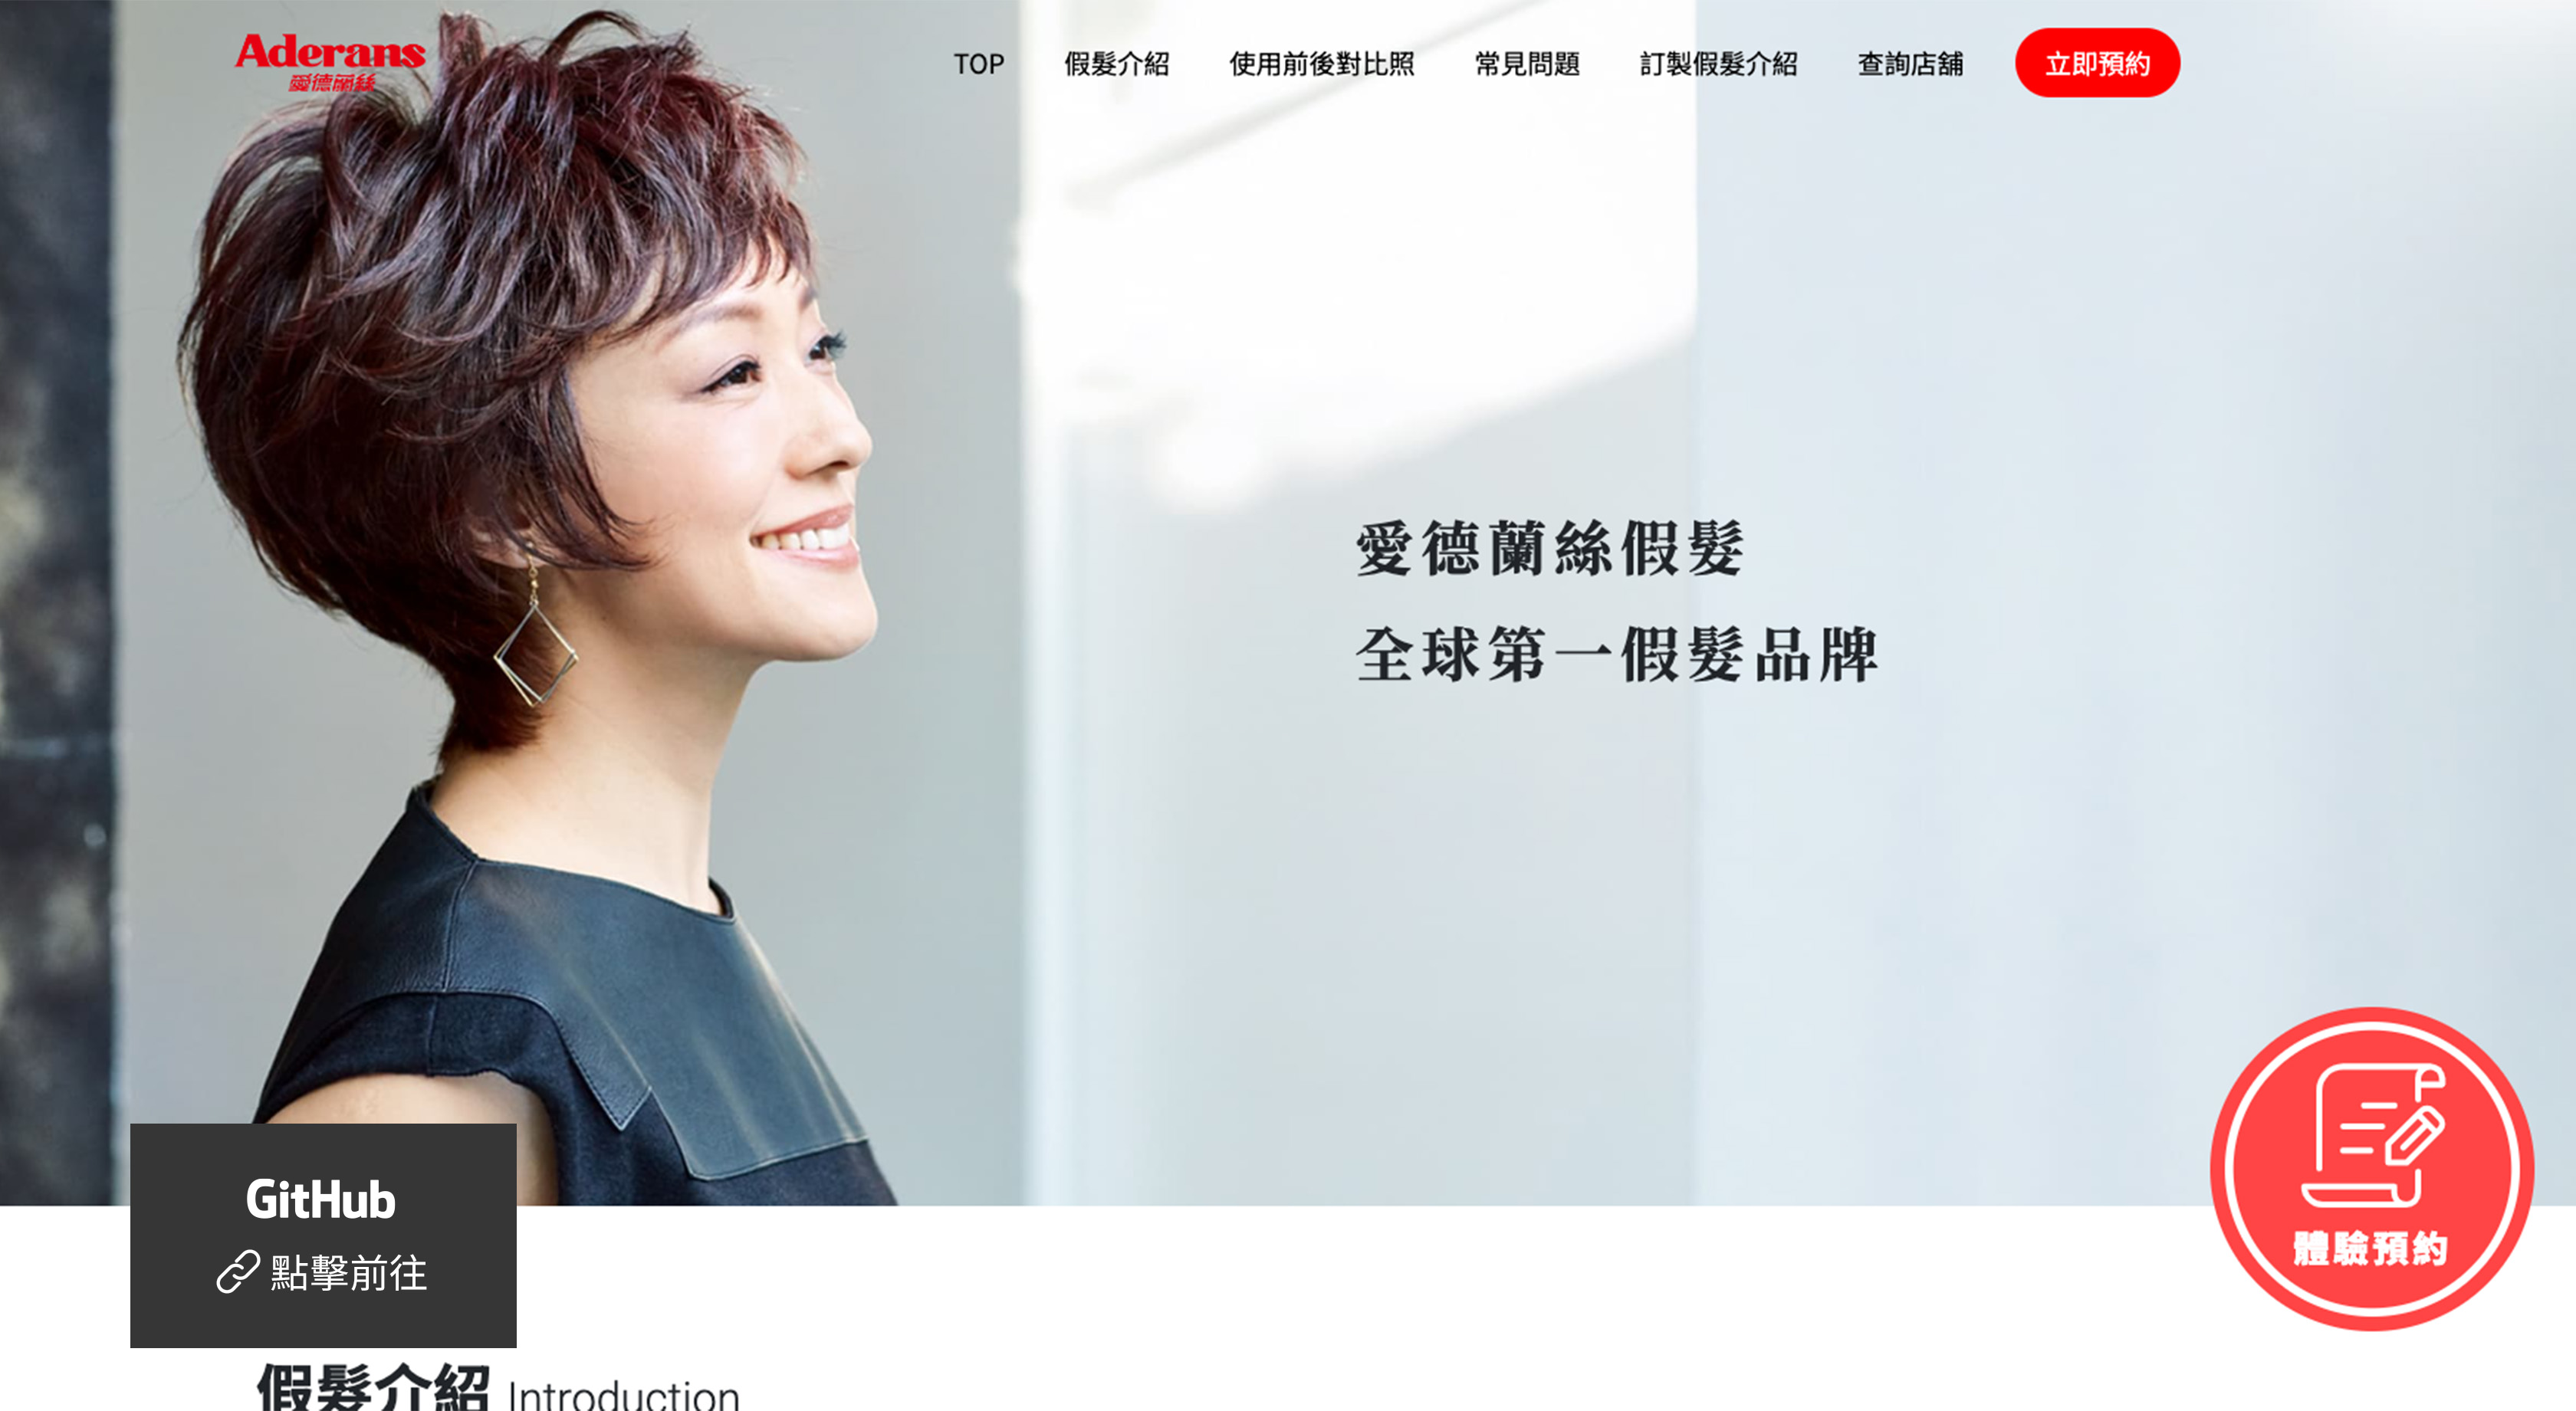 Aderans
愛德蘭絲
TOP 假髮介紹 使用前後對比照 常見問題 訂製假髮介紹 查詢店舖 立即預約
愛德蘭絲假髮
全球第一假髮品牌
體驗預約
GitHub
點擊前往
假髮介紹 Introduction